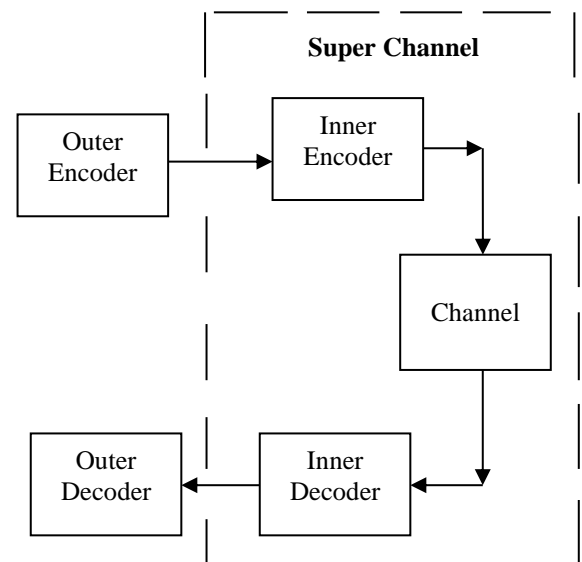 Super Channel
Outer
Encoder
Inner
Encoder
Channel
Outer
Decoder
Inner
Decoder